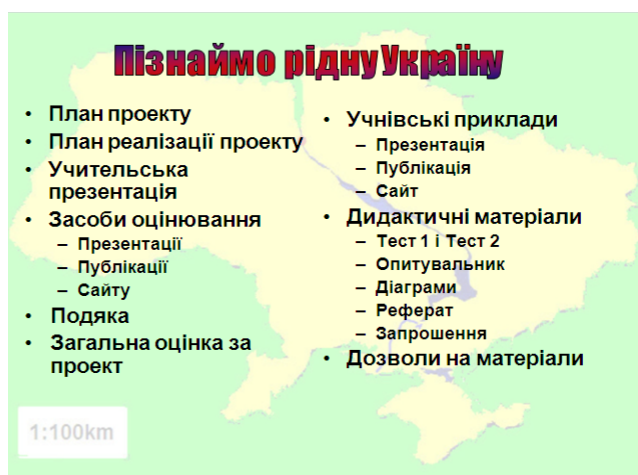 Пізнаймо рідну Україну
• План проекту
• План реалізації проекту
• Учительська
презентація
• Засоби оцінювання
– Презентації
– Публікації
– Сайту
• Подяка
• Загальна оцінка за
проект
• Учнівські приклади
– Презентація
– Публікація
– Сайт
• Дидактичні матеріали
– Тест 1 і Тест 2
– Опитувальник
– Діаграми
– Реферат
– Запрошення
• Дозволи на матеріали
1:100km